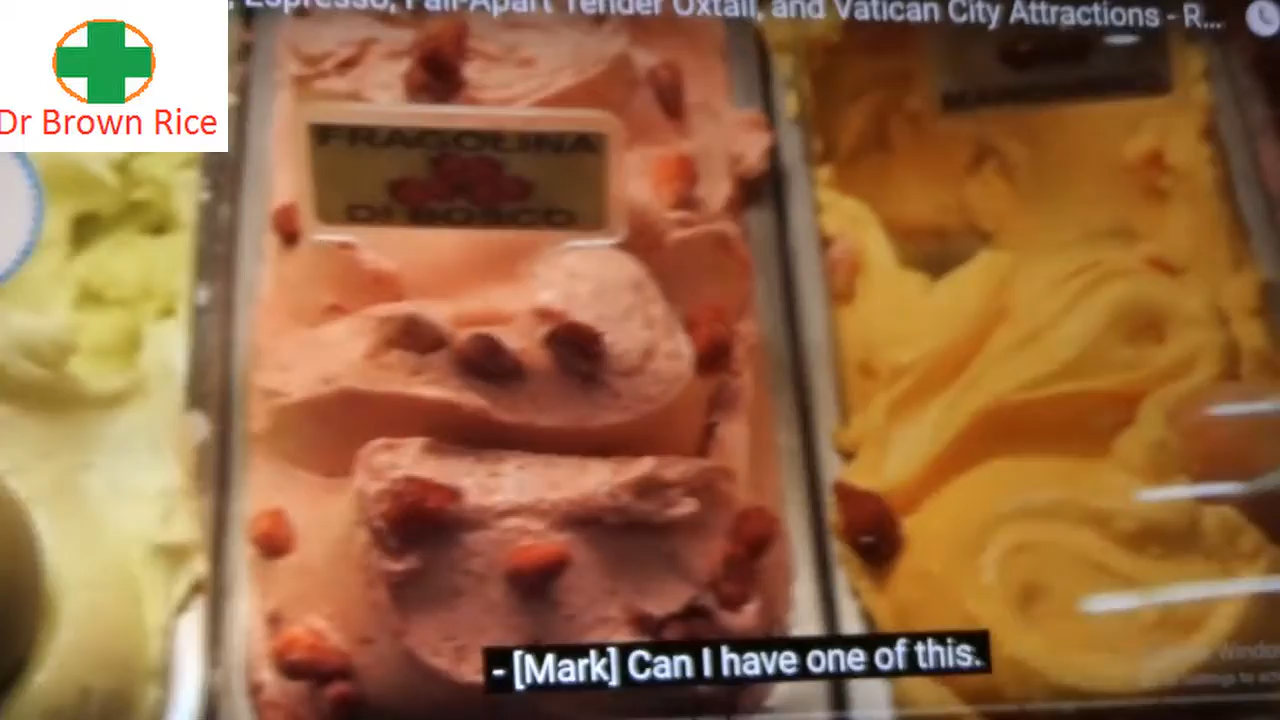 , Espresso, Fall-Apart Tender Oxtail, and Vatican City Attractions - R...
Dr Brown Rice
FRAGOLINA
DI BOSCO
- [Mark] Can I have one of this.